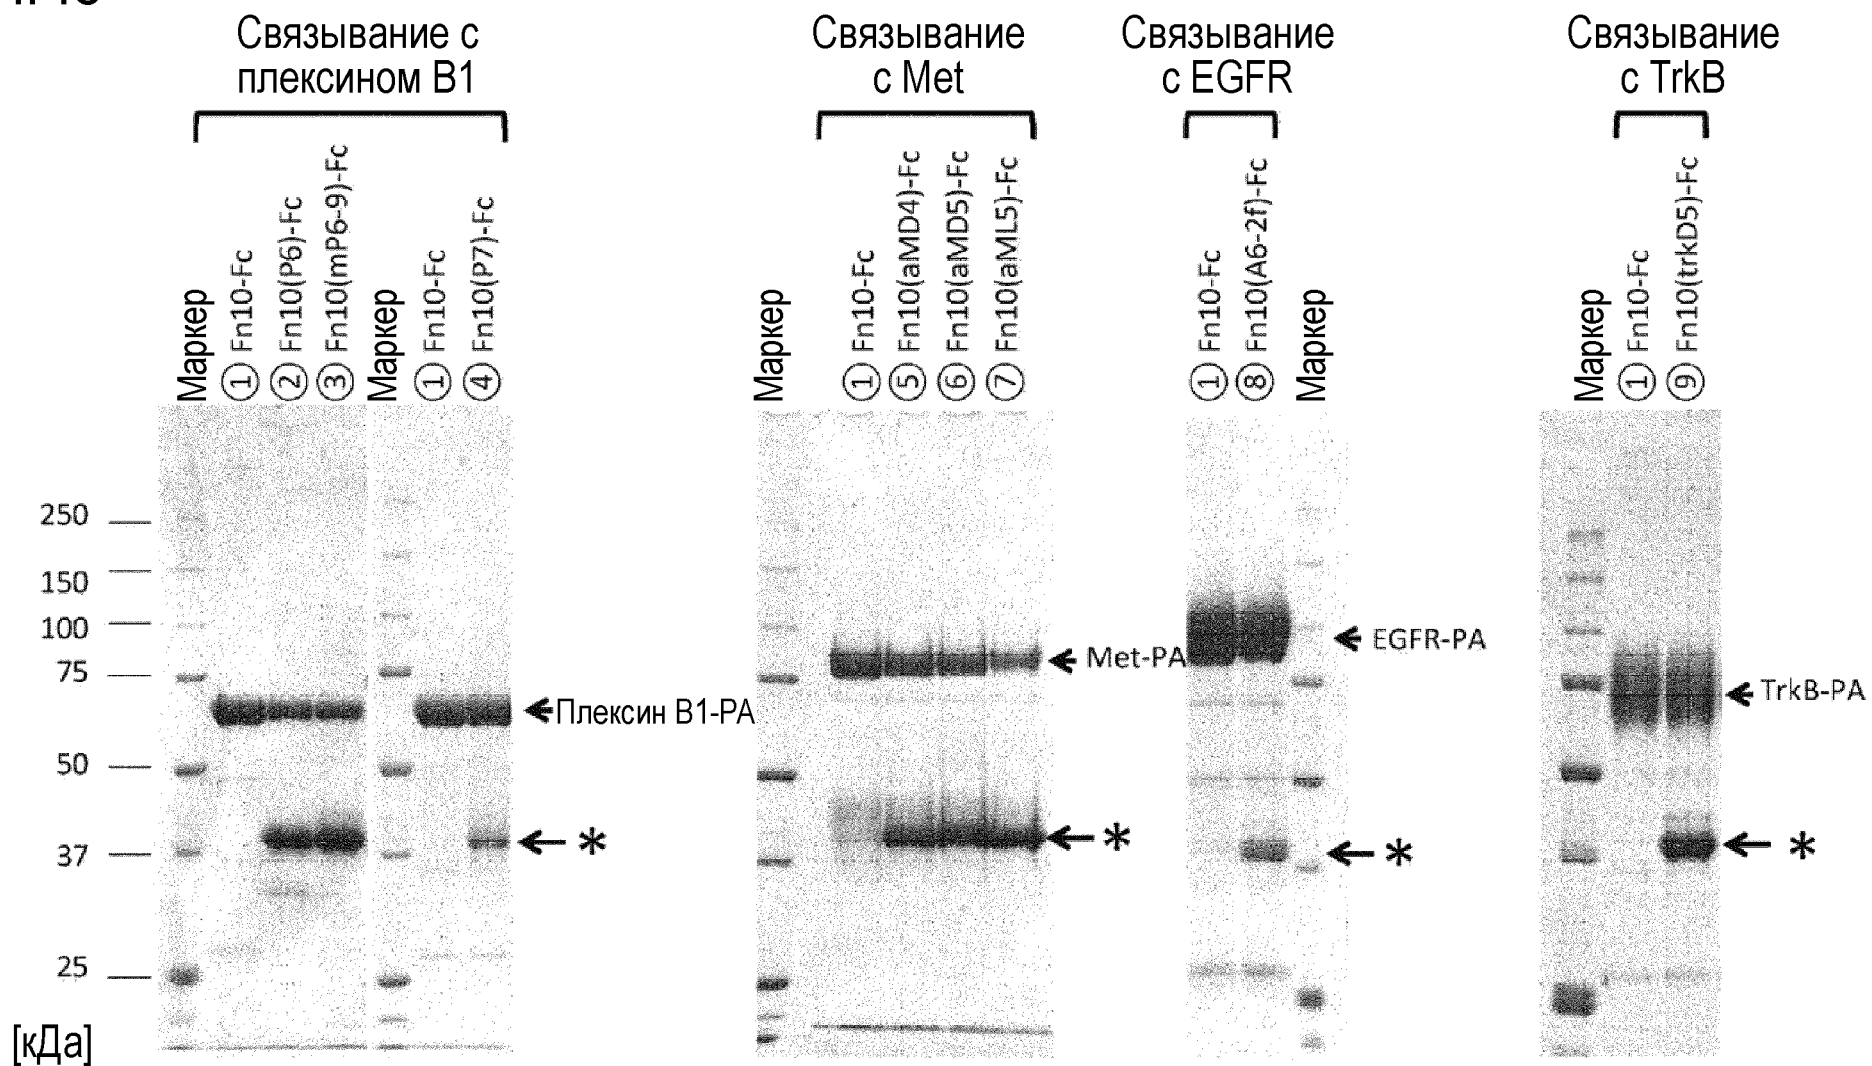 Связывание с
плексином B1
Связывание
с Met
Связывание
с EGFR
Связывание
с TrkB
Маркер
① Fn10-Fc
② Fn10(P6)-Fc
③ Fn10(mP6-9)-Fc
Маркер
① Fn10-Fc
④ Fn10(P7)-Fc
Маркер
① Fn10-Fc
⑤ Fn10(aMD4)-Fc
⑥ Fn10(aMD5)-Fc
⑦ Fn10(aML5)-Fc
① Fn10-Fc
⑧ Fn10(A6-2f)-Fc
Маркер
Маркер
① Fn10-Fc
⑨ Fn10(trkD5)-Fc
250
150
100
75
50
37
25
[кДа]
Плексин B1-PA
*
Met-PA
*
EGFR-PA
*
TrkB-PA
*